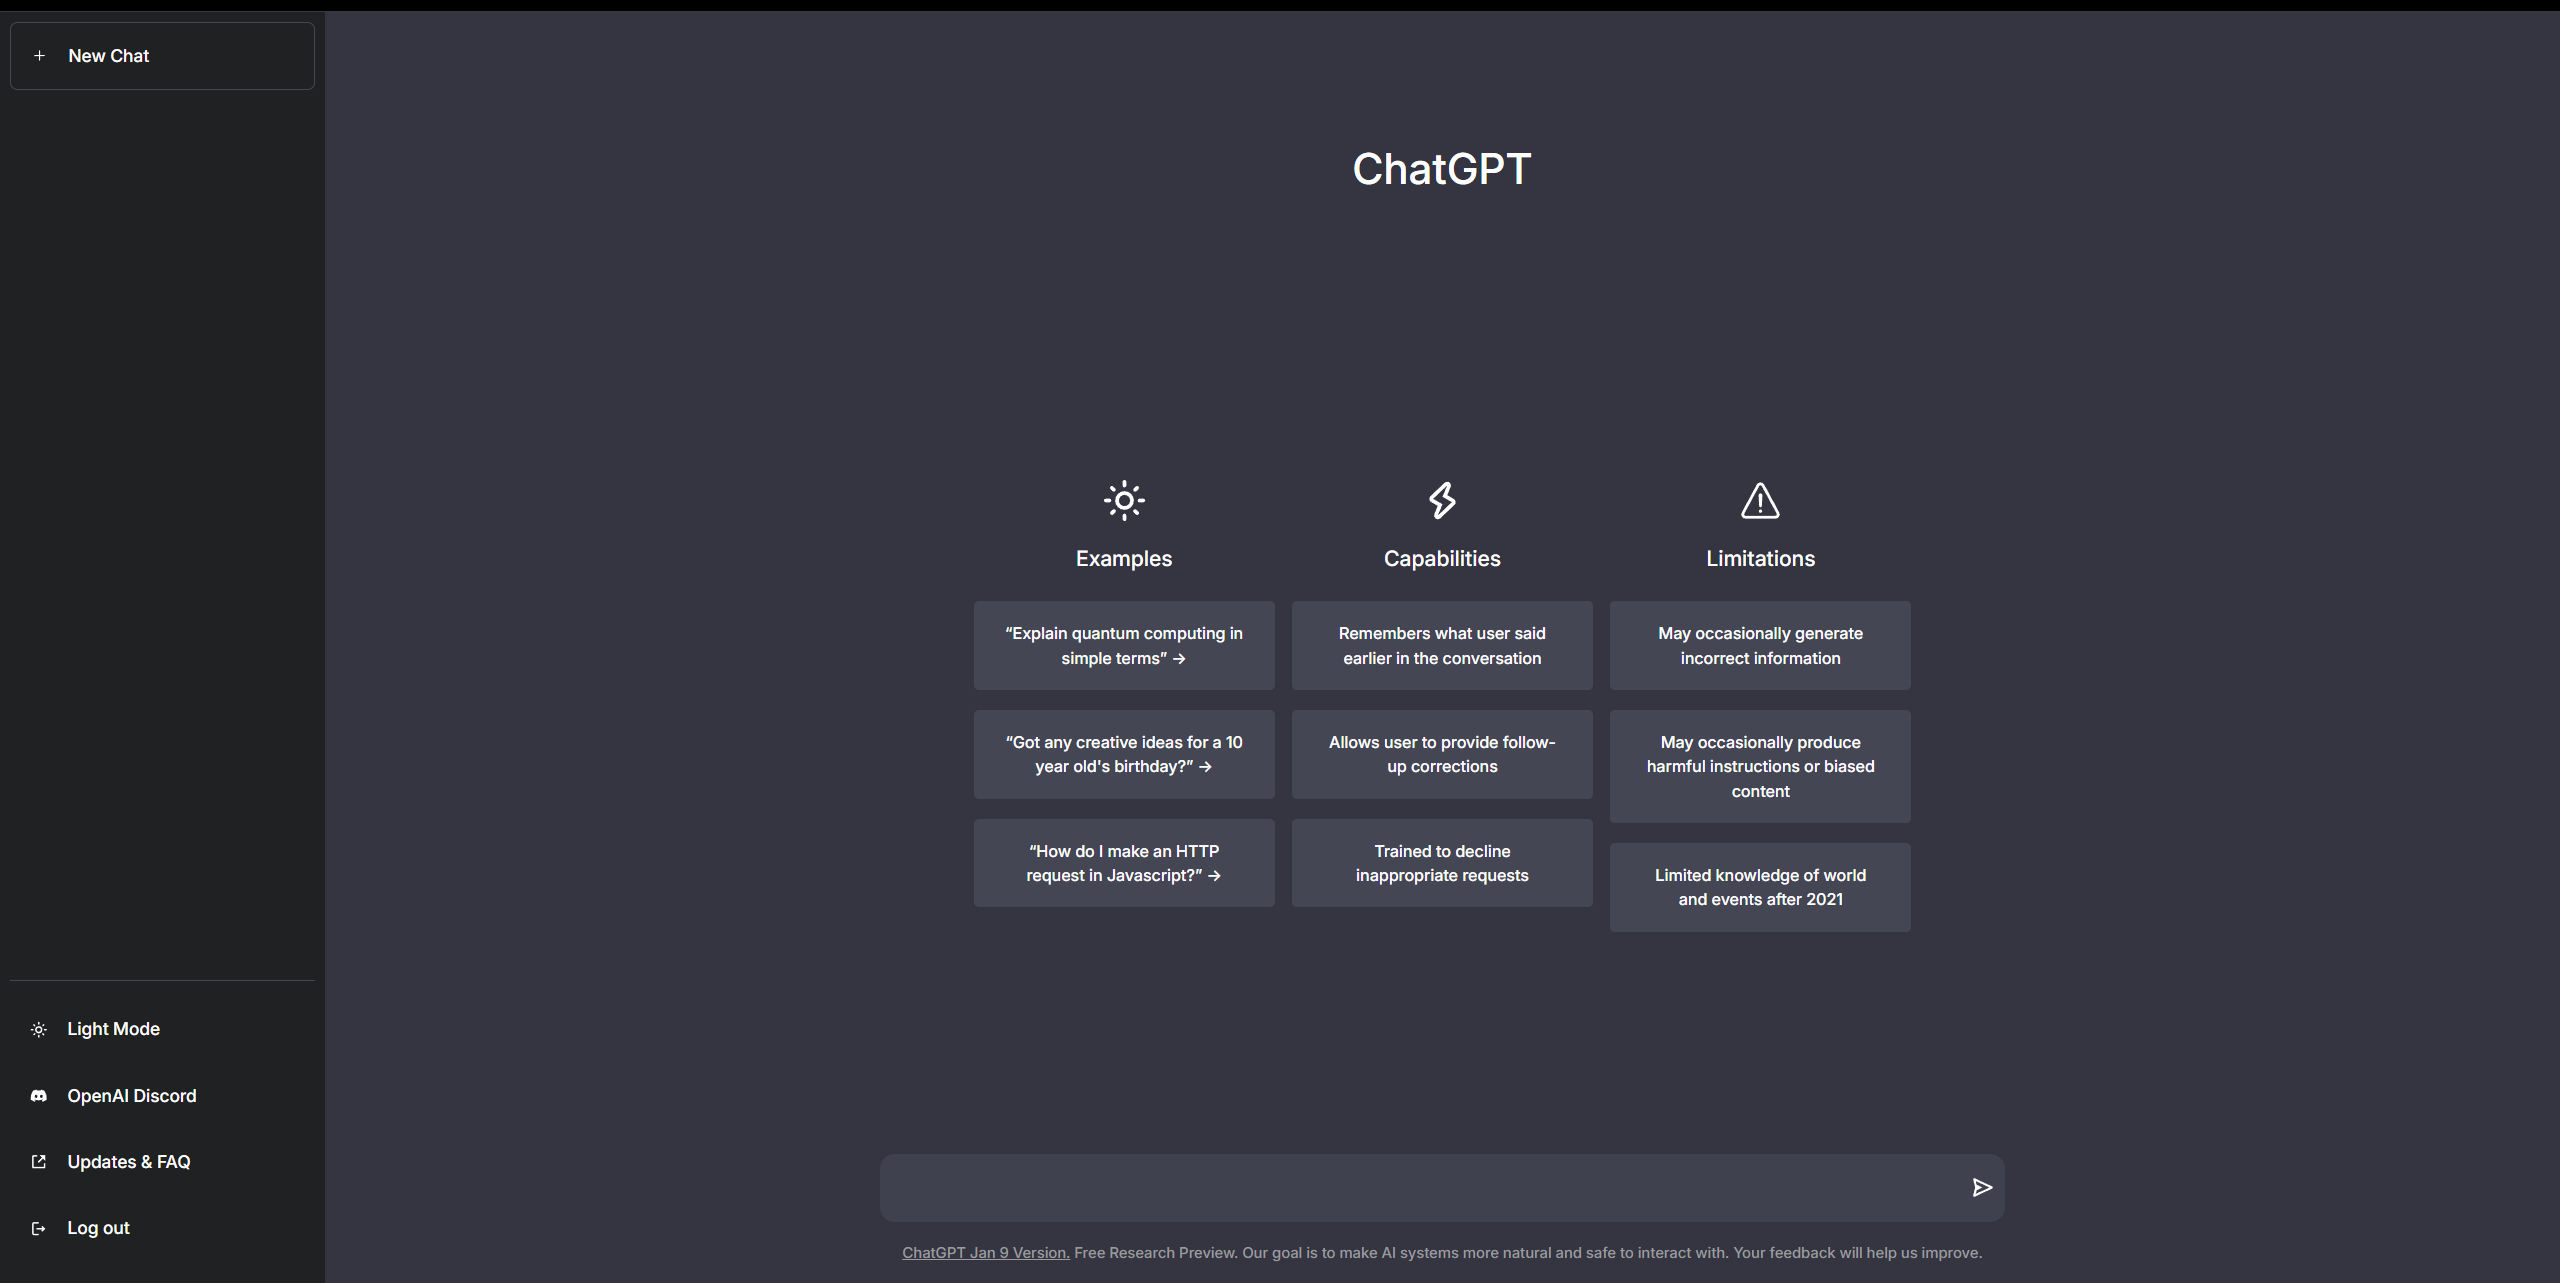 New Chat
ChatGPT
Examples
“Explain quantum computing in
simple terms” →
“Got any creative ideas for a 10
year old's birthday?” →
“How do I make an HTTP
request in Javascript?” →
Capabilities
Remembers what user said
earlier in the conversation
Allows user to provide follow-
up corrections
Trained to decline
inappropriate requests
Limitations
May occasionally generate
incorrect information
May occasionally produce
harmful instructions or biased
content
Limited knowledge of world
and events after 2021
Light Mode
OpenAI Discord
Updates & FAQ
Log out
ChatGPT Jan 9 Version. Free Research Preview. Our goal is to make AI systems more natural and safe to interact with. Your feedback will help us improve.